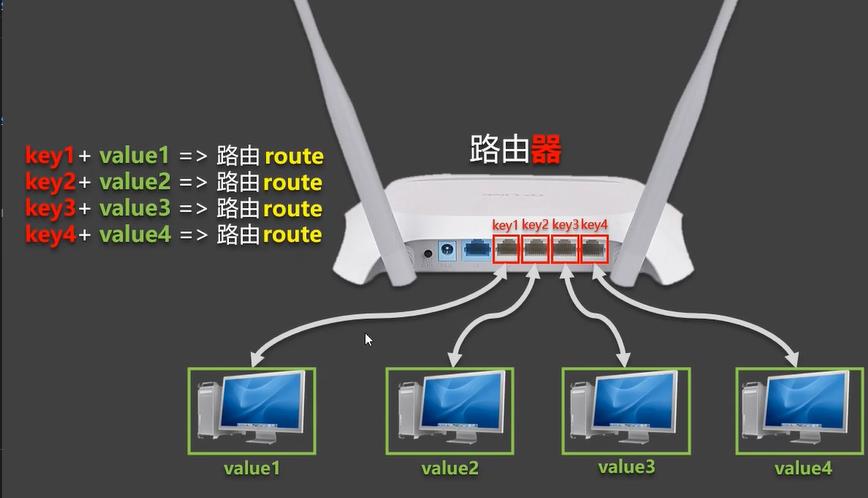 路由器
key1+ value1 => 路由route
key2+ value2 => 路由route
key3+ value3 => 路由route
key4+ value4 => 路由route
key1 key2 key3 key4
value1 value2 value3 value4